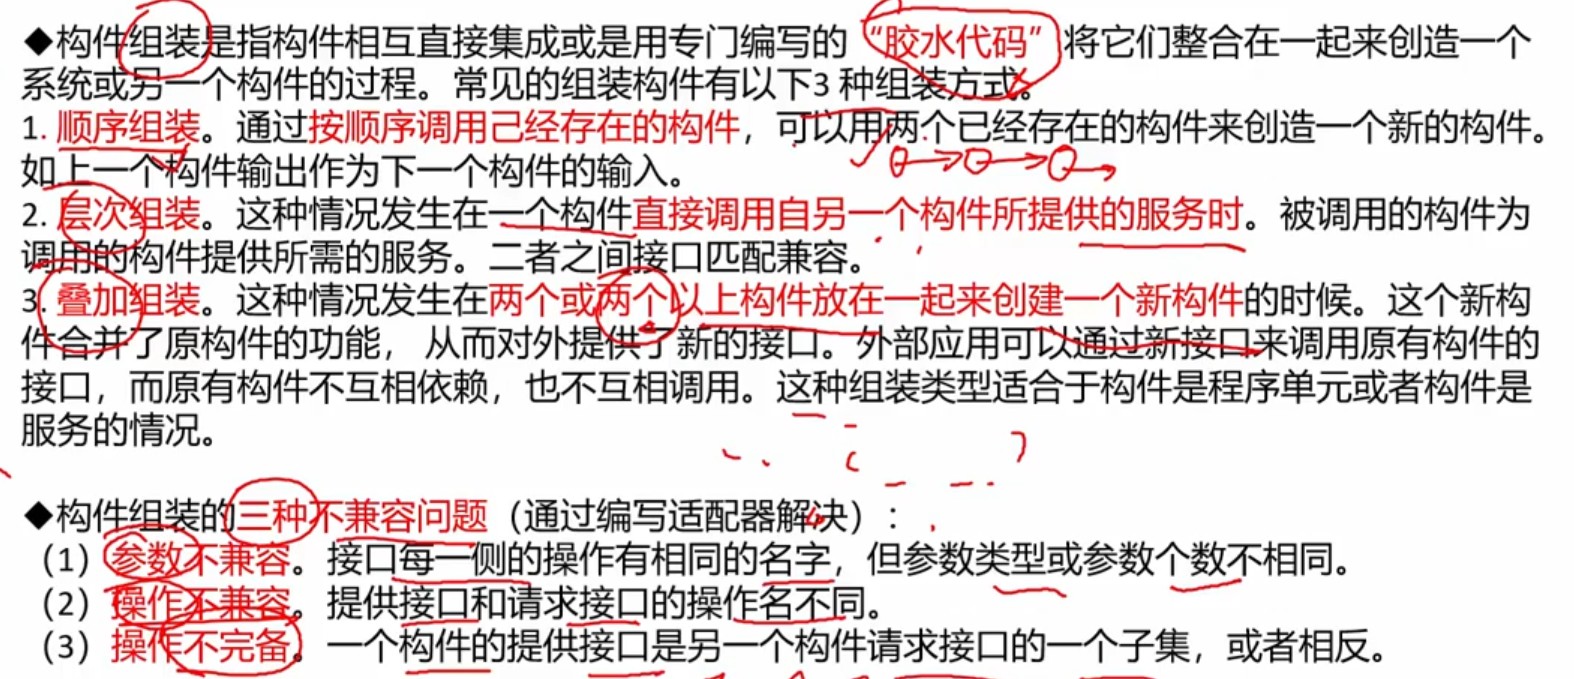 ◆构件组装是指构件相互直接集成或是用专门编写的“胶水代码”将它们整合在一起来创造一个
系统或另一个构件的过程。常见的组装构件有以下3 种组装方式。
1. 顺序组装。通过按顺序调用己经存在的构件，可以用两个已经存在的构件来创造一个新的构件。
如上一个构件输出作为下一个构件的输入。
2. 层次组装。这种情况发生在一个构件直接调用自另一个构件所提供的服务时。被调用的构件为
调用的构件提供所需的服务。二者之间接口匹配兼容。
3. 叠加组装。这种情况发生在两个或两个以上构件放在一起来创建一个新构件的时候。这个新构
件合并了原构件的功能，从而对外提供了新的接口。外部应用可以通过新接口来调用原有构件的
接口，而原有构件不互相依赖，也不互相调用。这种组装类型适合于构件是程序单元或者构件是
服务的情况。
◆构件组装的三种不兼容问题（通过编写适配器解决）：
（1）参数不兼容。接口每一侧的操作有相同的名字，但参数类型或参数个数不相同。
（2）操作不兼容。提供接口和请求接口的操作名不同。
（3）操作不完备。一个构件的提供接口是另一个构件请求接口的一个子集，或者相反。